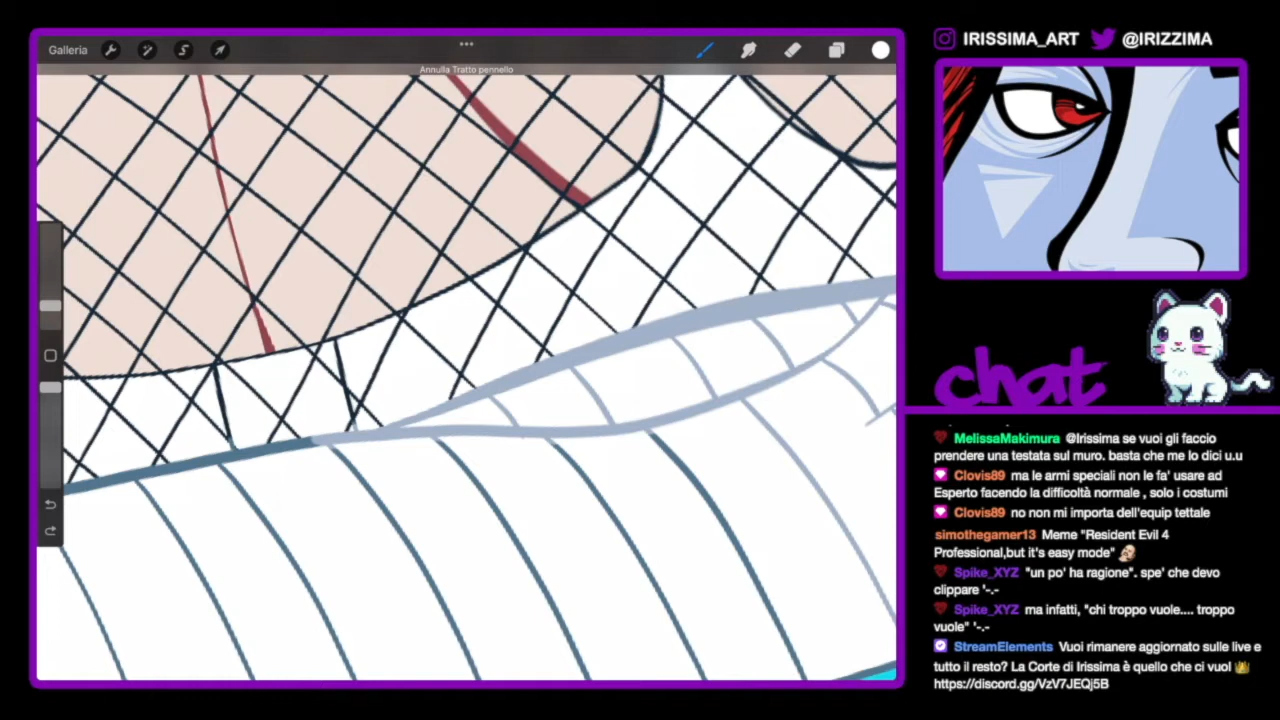 Galleria
Annulla Tratto pennello
IRISSIMA_ART @IRIZZIMA
chat
MelissaMakimura @Irissima se vuoi gli faccio
prendere una testata sul muro. basta che me lo dici u.u
Clovis89 ma le armi speciali non le fa' usare ad
Esperto facendo la difficoltà normale , solo i costumi
Clovis89 no non mi importa dell'equip tettale
simothegamer13 Meme "Resident Evil 4
Professional,but it's easy mode"
Spike_XYZ "un po' ha ragione". spe' che devo
clippare '-.-
Spike_XYZ ma infatti, "chi troppo vuole.... troppo
vuole" '-.-
StreamElements Vuoi rimanere aggiornato sulle live e
tutto il resto? La Corte di Irissima è quello che ci vuol 👑
https://discord.gg/VzV7JEQj5B